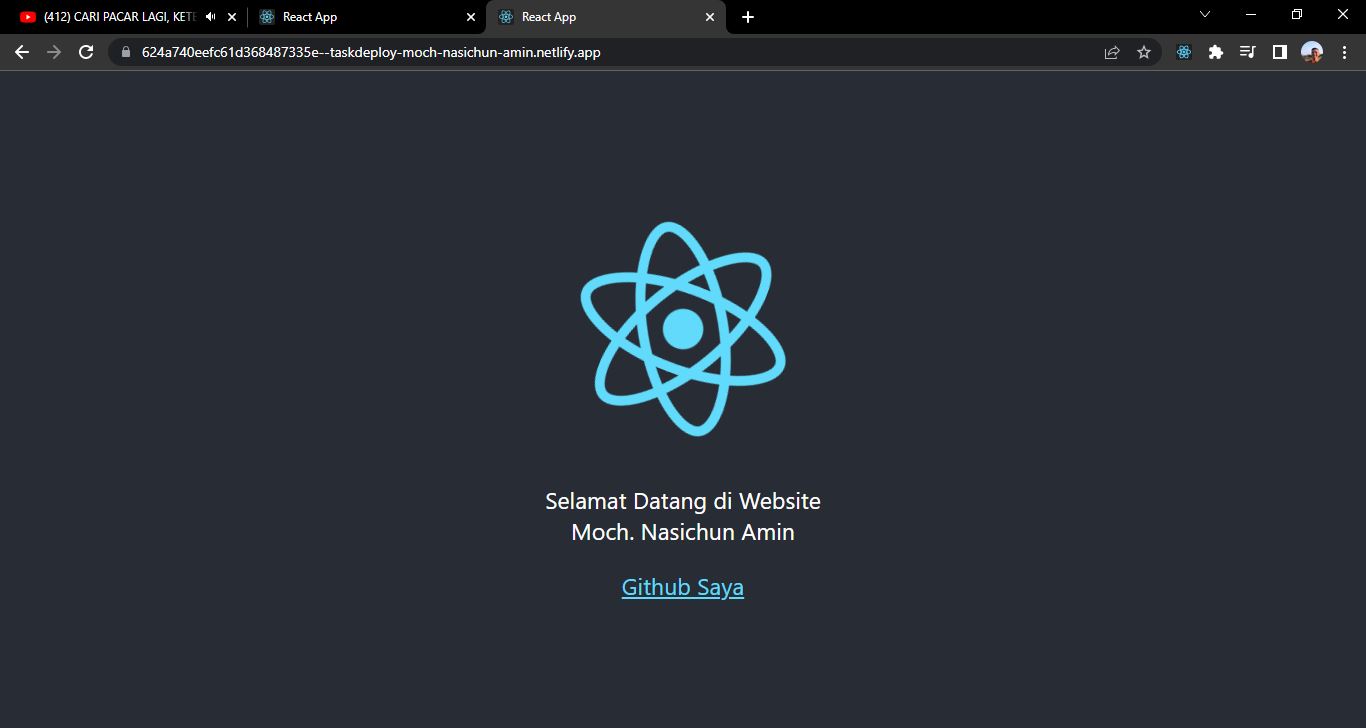 (412) CARI PACAR LAGI, KETE
React App
React App
624a740eefc61d368487335e--taskdeploy-moch-nasichun-amin.netlify.app
Selamat Datang di Website
Moch. Nasichun Amin
Github Saya